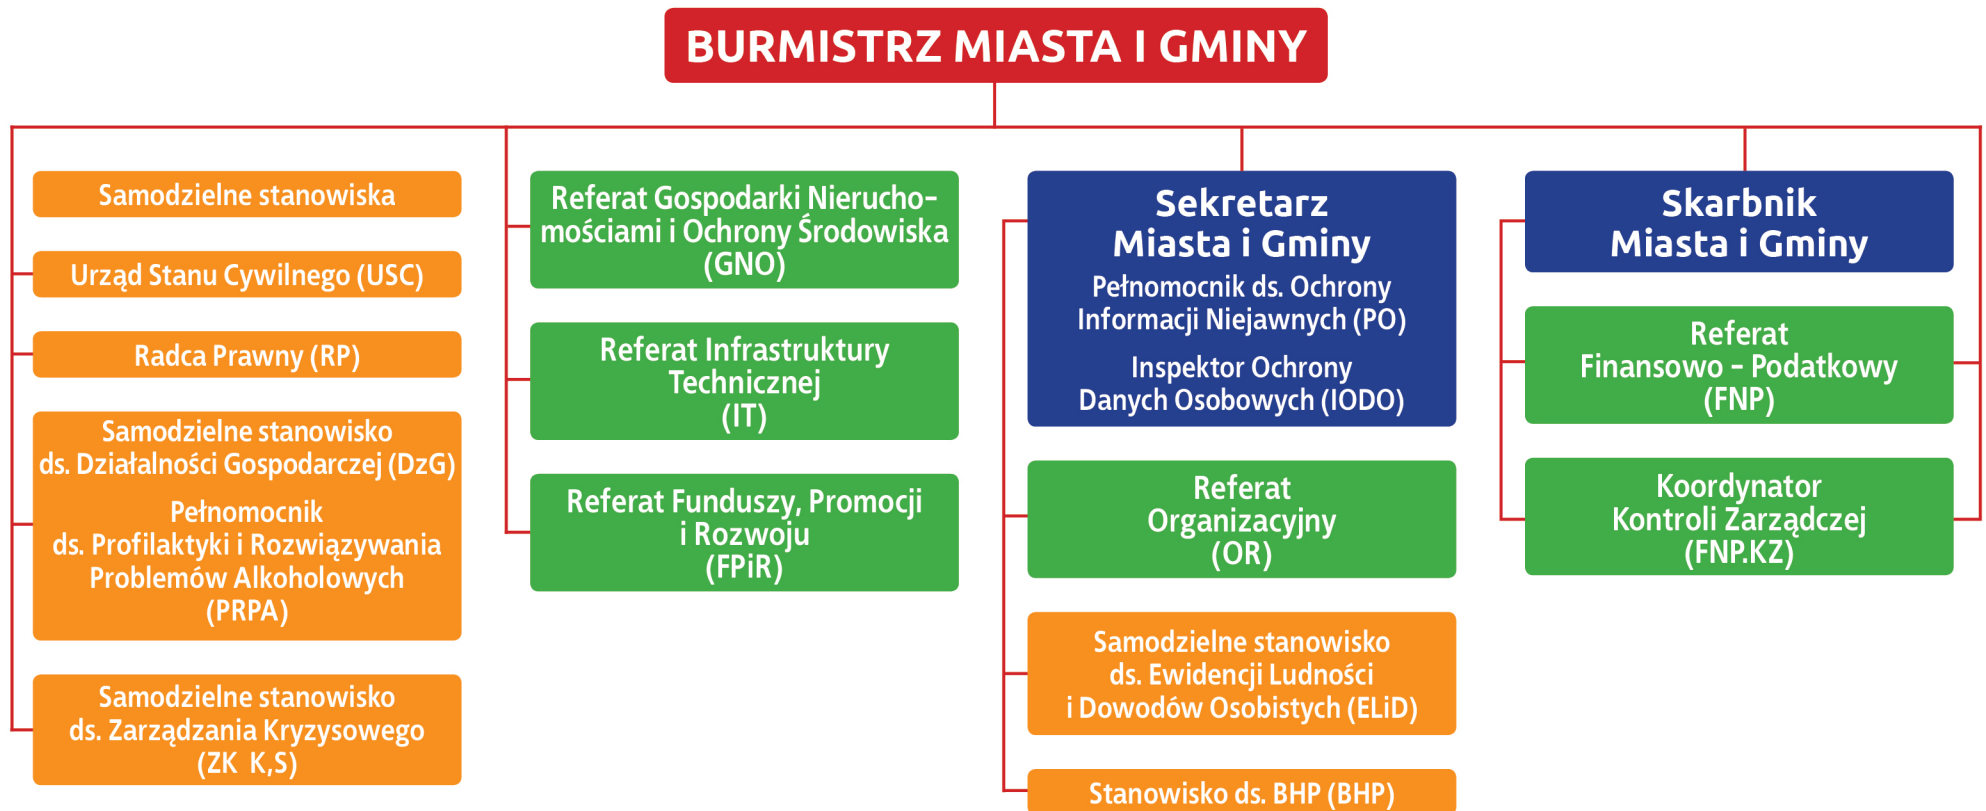 BURMISTRZ MIASTA I GMINY
Samodzielne stanowiska
Urząd Stanu Cywilnego (USC)
Radca Prawny (RP)
Samodzielne stanowisko
ds. Działalności Gospodarczej (DzG)
Pełnomocnik
ds. Profilaktyki i Rozwiązywania
Problemów Alkoholowych
(PRPA)
Samodzielne stanowisko
ds. Zarządzania Kryzysowego
(ZK K,S)
Referat Gospodarki Nierucho-
mościami i Ochrony Środowiska
(GNO)
Referat Infrastruktury
Technicznej
(IT)
Referat Funduszy, Promocji
i Rozwoju
(FPiR)
Sekretarz
Miasta i Gminy
Pełnomocnik ds. Ochrony
Informacji Niejawnych (PO)
Inspektor Ochrony
Danych Osobowych (IODO)
Referat
Organizacyjny
(OR)
Samodzielne stanowisko
ds. Ewidencji Ludności
i Dowodów Osobistych (ELiD)
Stanowisko ds. BHP (BHP)
Skarbnik
Miasta i Gminy
Referat
Finansowo – Podatkowy
(FNP)
Koordynator
Kontroli Zarządczej
(FNP.KZ)